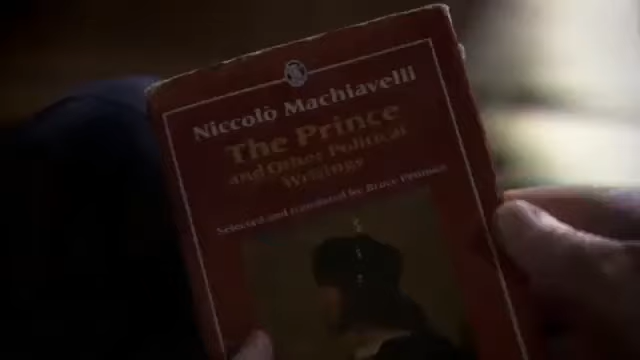 Niccolò Machiavelli
The Prince
and Other Political
Writings
Selected and translated by Bruce Penman